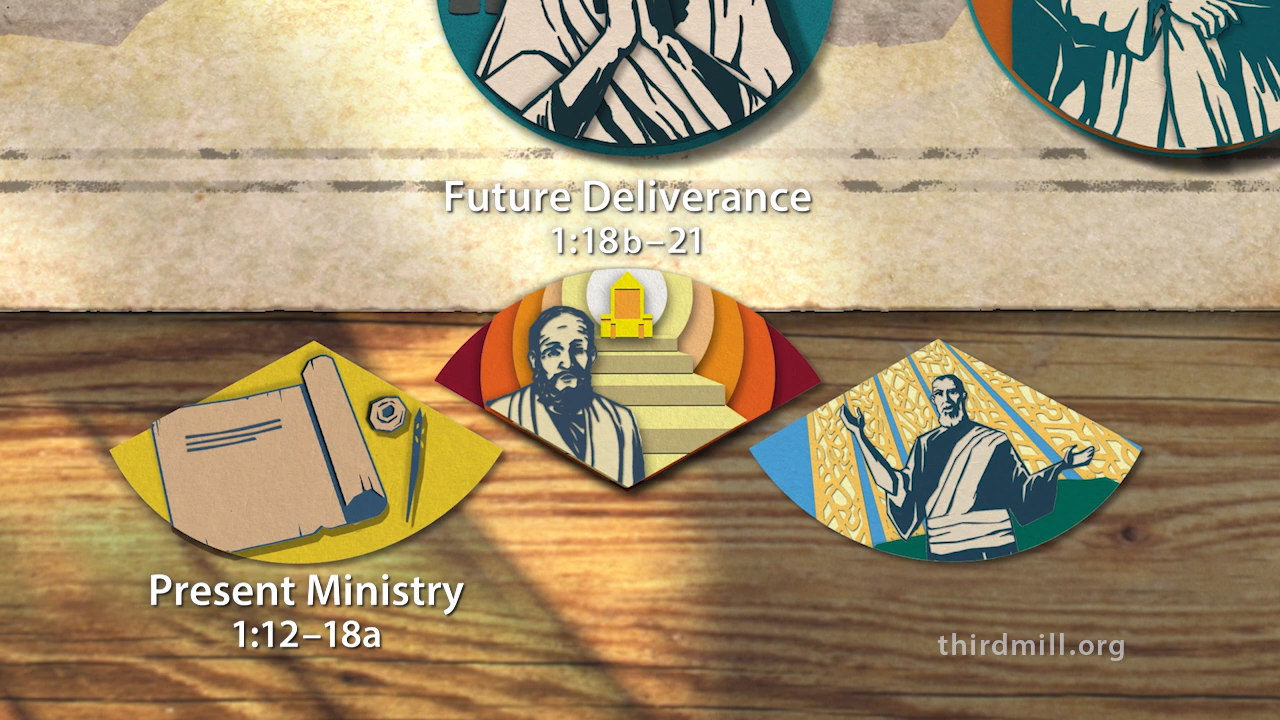 Future Deliverance
1:18b–21
Present Ministry
1:12–18a
thirdmill.org